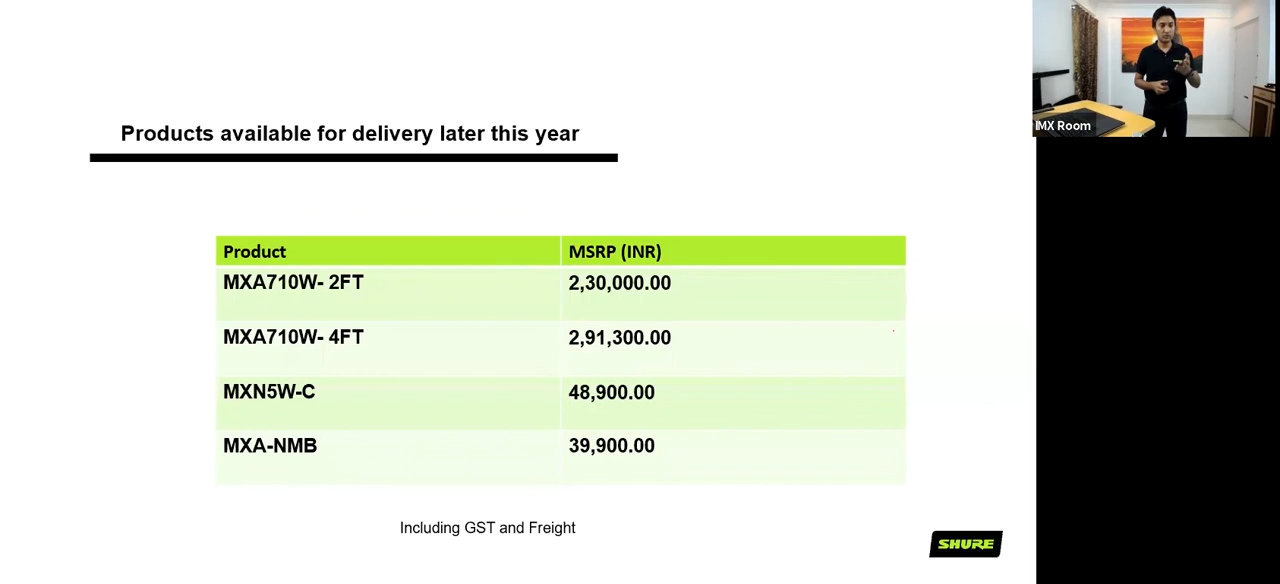 Products available for delivery later this year
Product MSRP (INR)
MXA710W- 2FT 2,30,000.00
MXA710W- 4FT 2,91,300.00
MXN5W-C 48,900.00
MXA-NMB 39,900.00
Including GST and Freight
SHURE
IMX Room